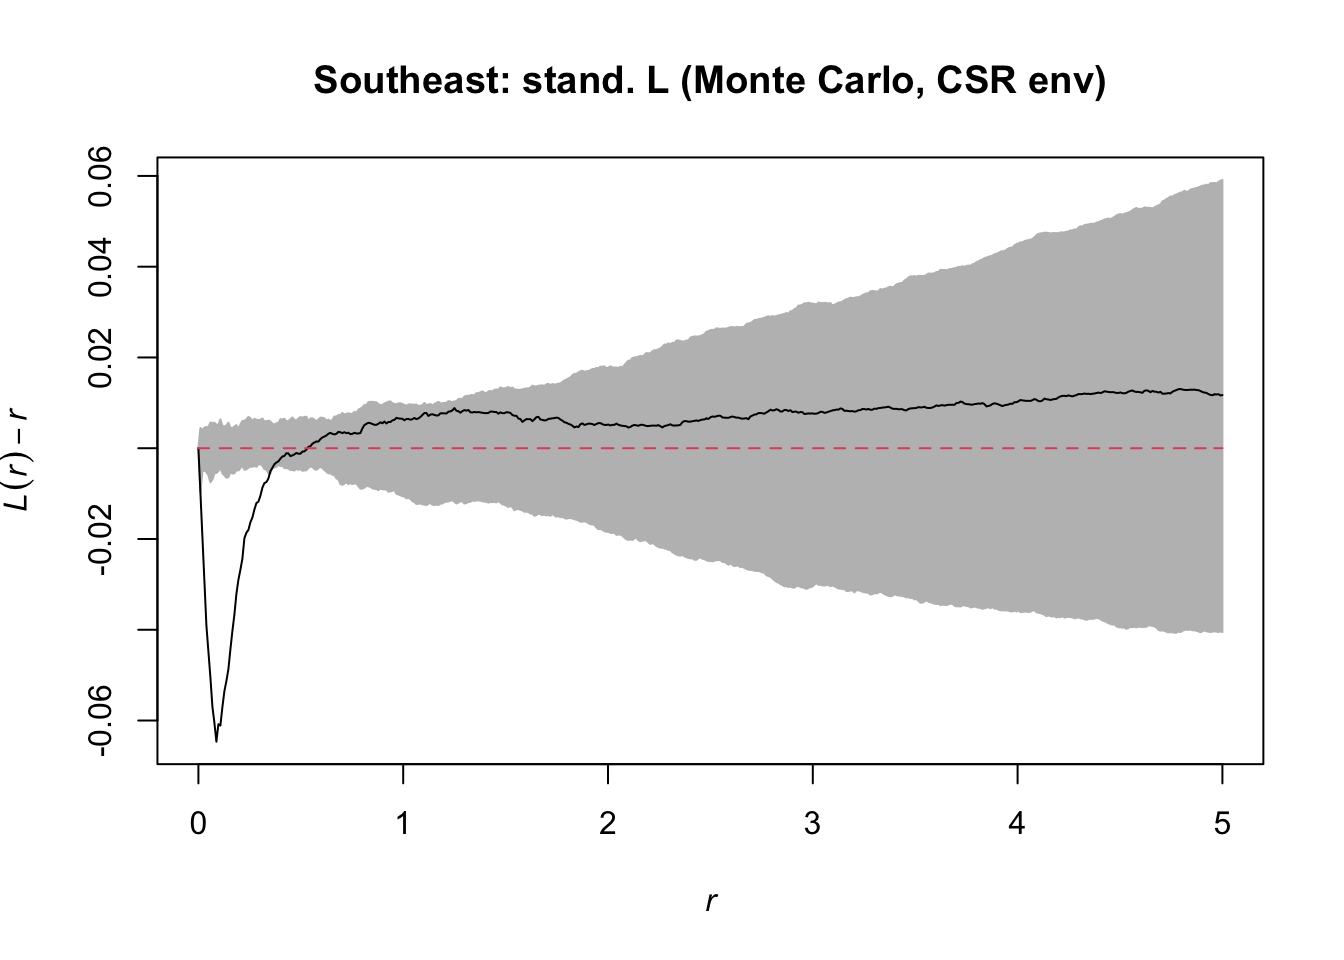 Southeast: stand. L (Monte Carlo, CSR env)
L(r) − r
0.06
0.04
0.02
-0.02
-0.06
0 1 2 3 4 5
r